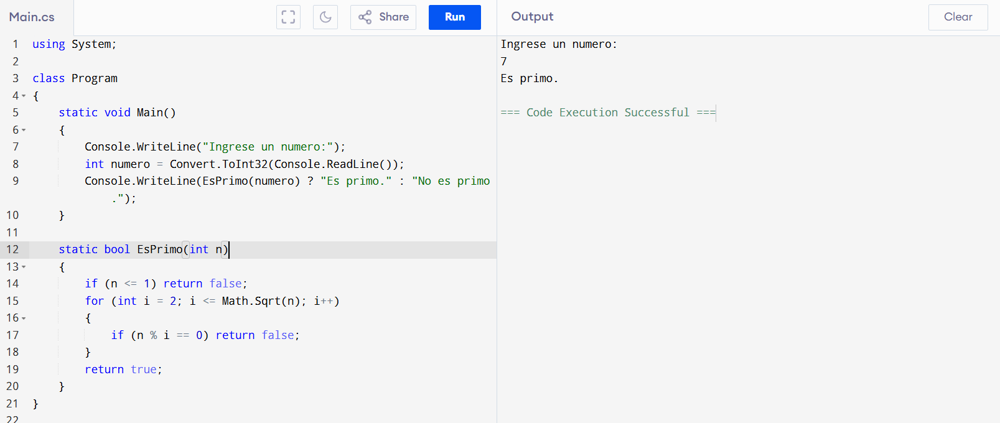 Main.cs
Share
Run
Output
Clear
1 using System;
2
3 class Program
4 {
5     static void Main()
6     {
7         Console.WriteLine("Ingrese un numero:");
8         int numero = Convert.ToInt32(Console.ReadLine());
9         Console.WriteLine(EsPrimo(numero) ? "Es primo." : "No es primo
            .");
10     }
11
12     static bool EsPrimo(int n)
13     {
14         if (n <= 1) return false;
15         for (int i = 2; i <= Math.Sqrt(n); i++)
16         {
17             if (n % i == 0) return false;
18         }
19         return true;
20     }
21 }
22
Ingrese un numero:
7
Es primo.
=== Code Execution Successful ===